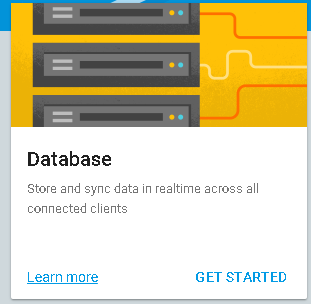 Database
Store and sync data in realtime across all
connected clients
Learn more
GET STARTED